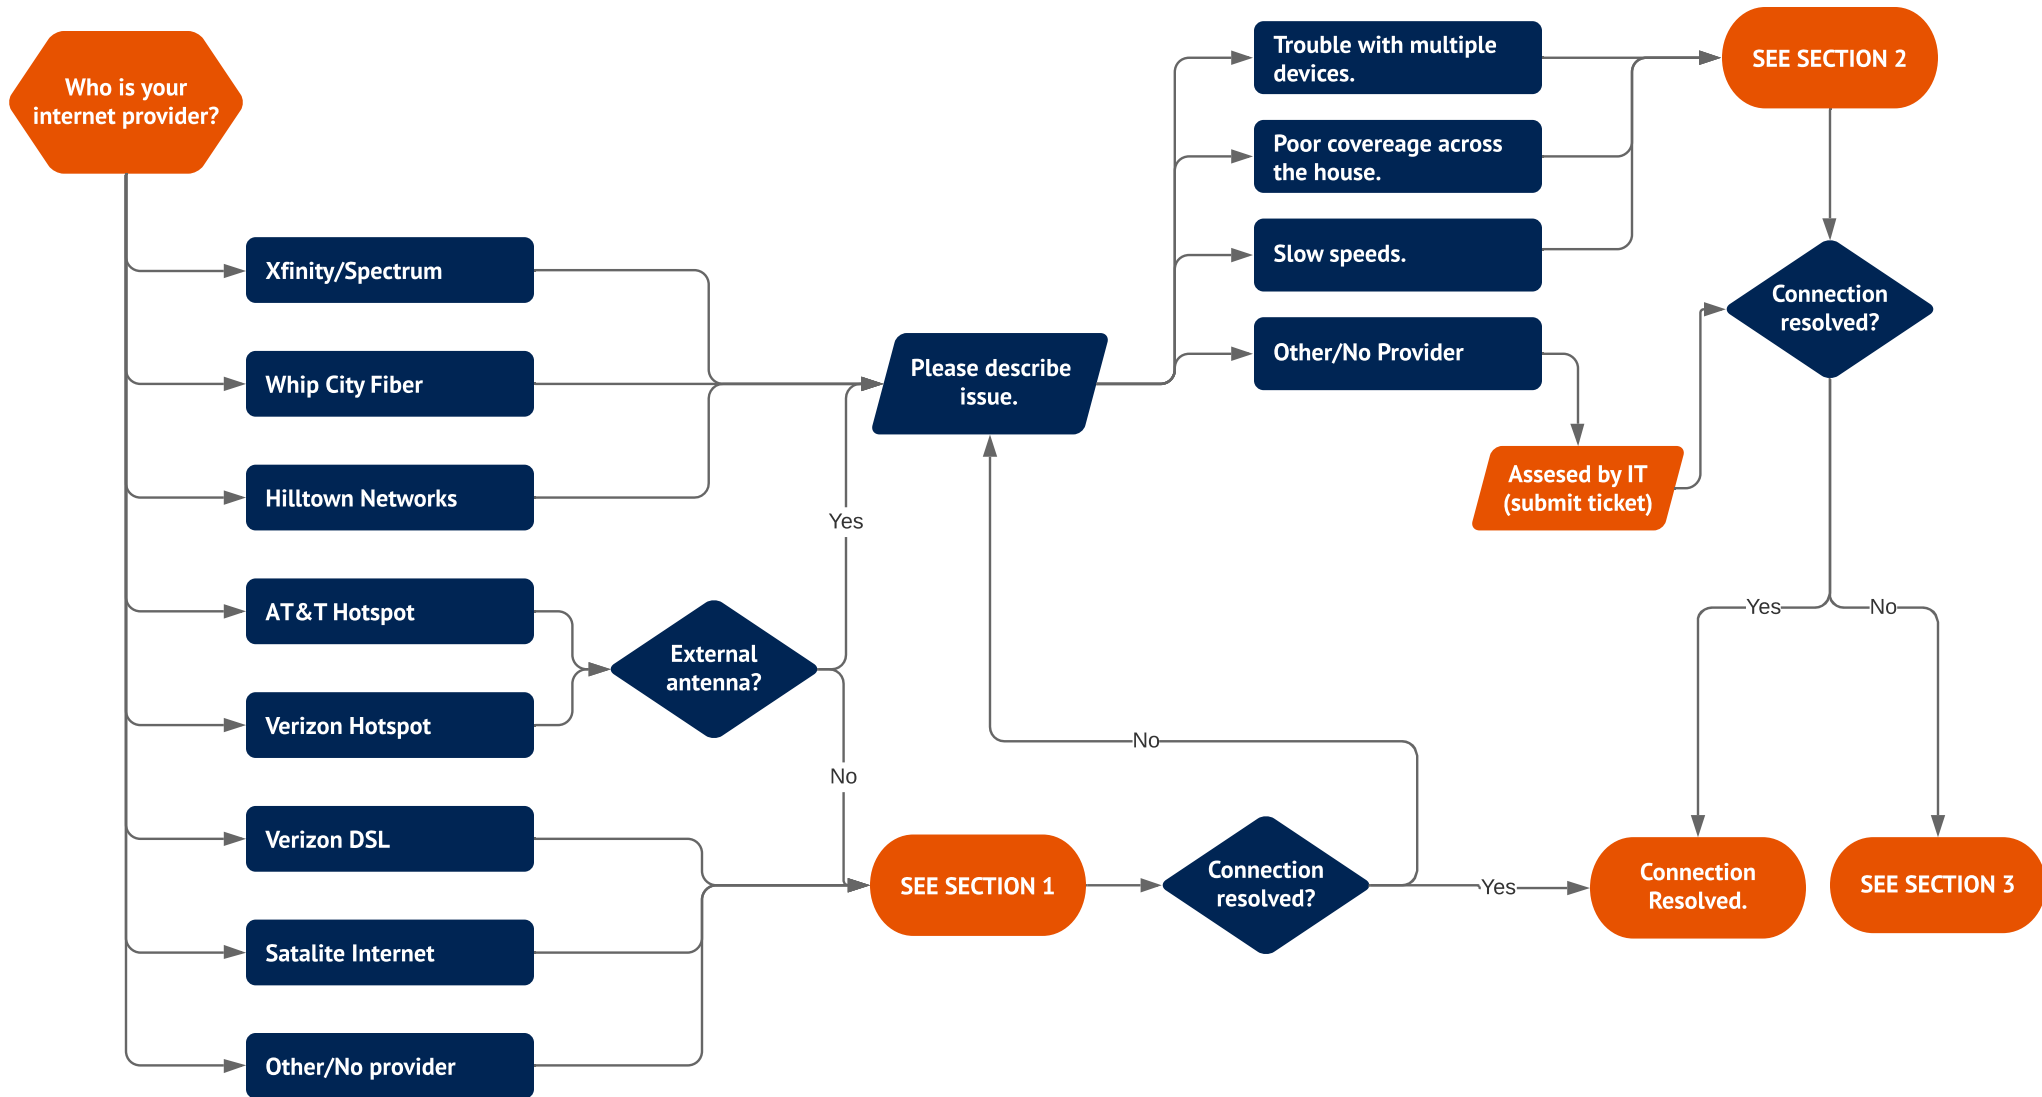 Who is your
internet provider?
Xfinity/Spectrum
Whip City Fiber
Hilltown Networks
AT&T Hotspot
Verizon Hotspot
Verizon DSL
Satalite Internet
Other/No provider
External
antenna?
Yes
No
Please describe
issue.
SEE SECTION 1
Connection
resolved?
No
Yes
Trouble with multiple
devices.
Poor covereage across
the house.
Slow speeds.
Other/No Provider
Assesed by IT
(submit ticket)
SEE SECTION 2
Connection
resolved?
Yes
No
Connection
Resolved.
SEE SECTION 3